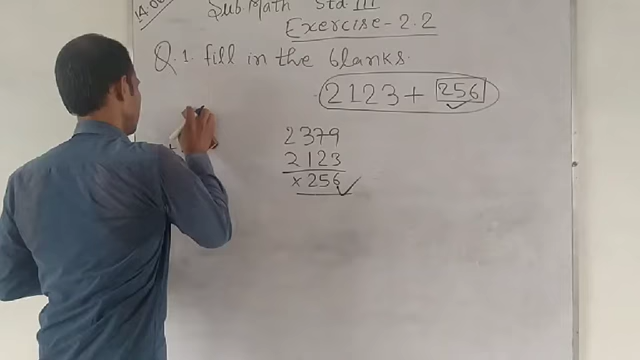 Sub Math Std III
Exercise-2.2
Q.1. fill in the blanks.
2123+ 256
2379
2123
×256